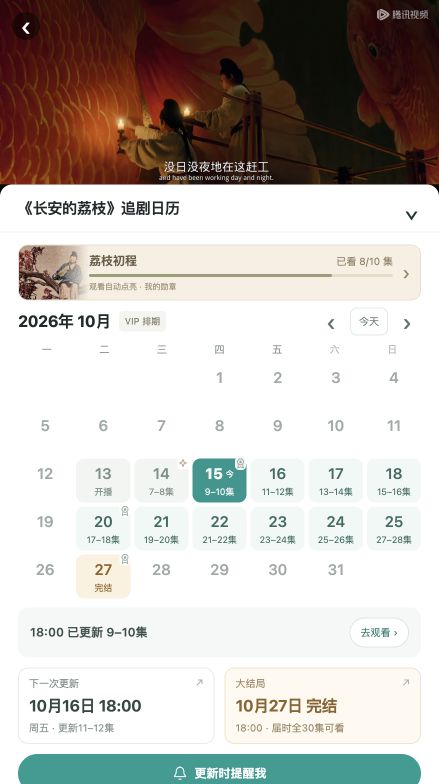 腾讯视频
没日没夜地在这赶工
and have been working day and night.
《长安的荔枝》追剧日历
荔枝初程
已看 8/10 集
观看自动点亮 · 我的勋章
2026年 10月
VIP 排期
今天
一 二 三 四 五 六 日
1 2 3 4
5 6 7 8 9 10 11
12 13 14 15 今 16 17 18
开播 7–8集 9–10集 11–12集 13–14集 15–16集
19 20 21 22 23 24 25
17–18集 19–20集 21–22集 23–24集 25–26集 27–28集
26 27 28 29 30 31
完结
18:00 已更新 9–10集
去观看 ›
下一次更新
10月16日 18:00
周五 · 更新11–12集
大结局
10月27日 完结
18:00 · 届时全30集可看
更新时提醒我